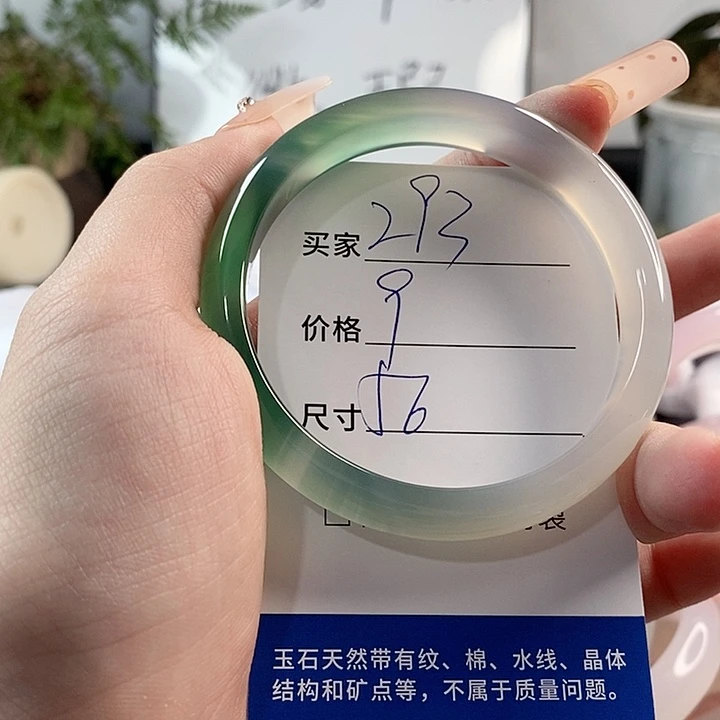 买家 293
价格 9
尺寸 56
玉石天然带有纹、棉、水线、晶体
结构和矿点等，不属于质量问题。